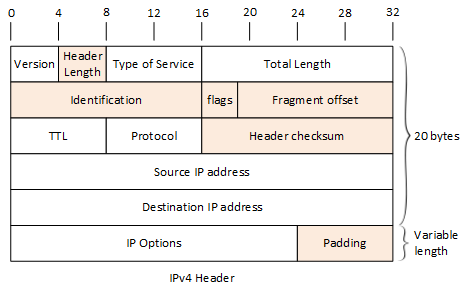 0 4 8 12 16 20 24 28 32
Version Header Length Type of Service Total Length
Identification flags Fragment offset
TTL Protocol Header checksum
20 bytes
Source IP address
Destination IP address
IP Options Padding
Variable
length
IPv4 Header